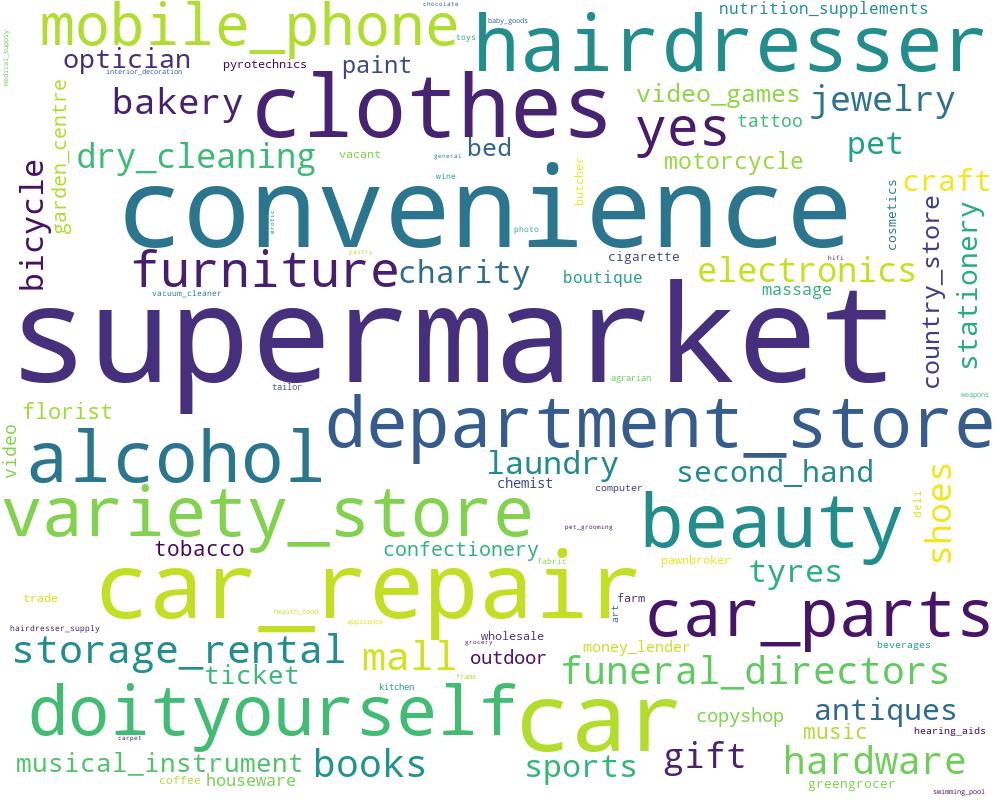 chocolate
mobile_phone
nutrition_supplements
baby_goods
hairdresser
medical_supply
toys
optician
pyrotechnics
paint
interior_decoration
clothes
video_games
jewelry
bakery
yes
tattoo
garden_centre
dry_cleaning
vacant
general
bed
motorcycle
pet
bicycle
convenience
wine
butcher
cosmetics
craft
erotic
photo
country_store
stationery
furniture
pastry
charity
cigarette
boutique
electronics
hifi
massage
vacuum_cleaner
supermarket
tailor
agrarian
weapons
florist
department_store
video
alcohol
laundry
chemist
second_hand
computer
shoes
deli
variety_store
beauty
pet_grooming
tobacco
confectionery
fabric
pawnbroker
tyres
car_repair
trade
health_food
appliance
art
farm
car_parts
hairdresser_supply
storage_rental
grocery
wholesale
mall
outdoor
money_lender
beverages
ticket
frame
funeral_directors
kitchen
doityourself
car
copyshop
antiques
carpet
music
hearing_aids
musical_instrument
books
sports
gift
hardware
coffee
houseware
greengrocer
swimming_pool